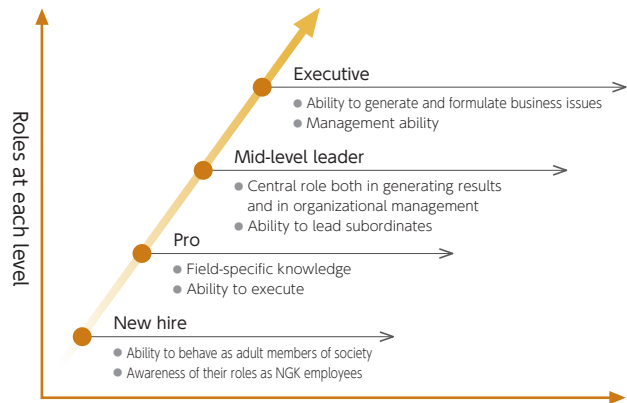 Roles at each level
Executive
● Ability to generate and formulate business issues
● Management ability
Mid-level leader
● Central role both in generating results
and in organizational management
● Ability to lead subordinates
Pro
● Field-specific knowledge
● Ability to execute
New hire
● Ability to behave as adult members of society
● Awareness of their roles as NGK employees